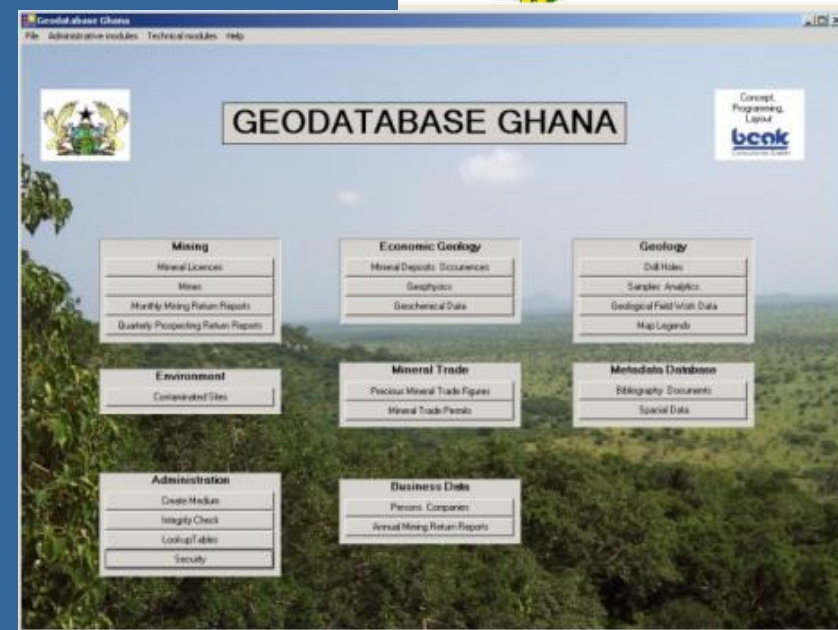 Geodatabase Ghana
File Administrative modules Technical modules Help
GEODATABASE GHANA
Concept,
Programming,
Layout
beak
Mining
Mineral Licences
Mines
Monthly Mining Return Reports
Quarterly Prospecting Return Reports
Economic Geology
Mineral Deposits Occurrences
Geophysics
Geochemical Data
Geology
Drill Holes
Samples Analytics
Geological Field Work Data
Map Legends
Environment
Contaminated Sites
Mineral Trade
Precious Mineral Trade Figures
Mineral Trade Permits
Metadata Database
Bibliography Documents
Spacial Data
Administration
Create Medium
Integrity Check
LookupTables
Security
Business Data
Persons Companies
Annual Mining Return Reports